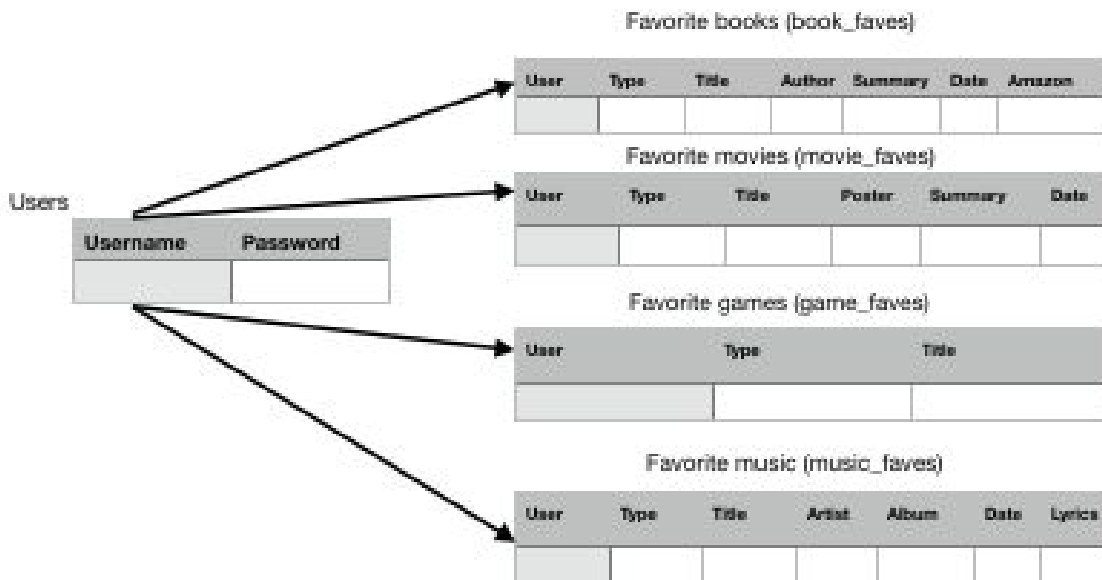 Favorite books (book_faves)
User Type Title Author Summary Date Amazon
Favorite movies (movie_faves)
User Type Title Poster Summary Date
Users
Username Password
Favorite games (game_faves)
User Type Title
Favorite music (music_faves)
User Type Title Artist Album Date Lyrics